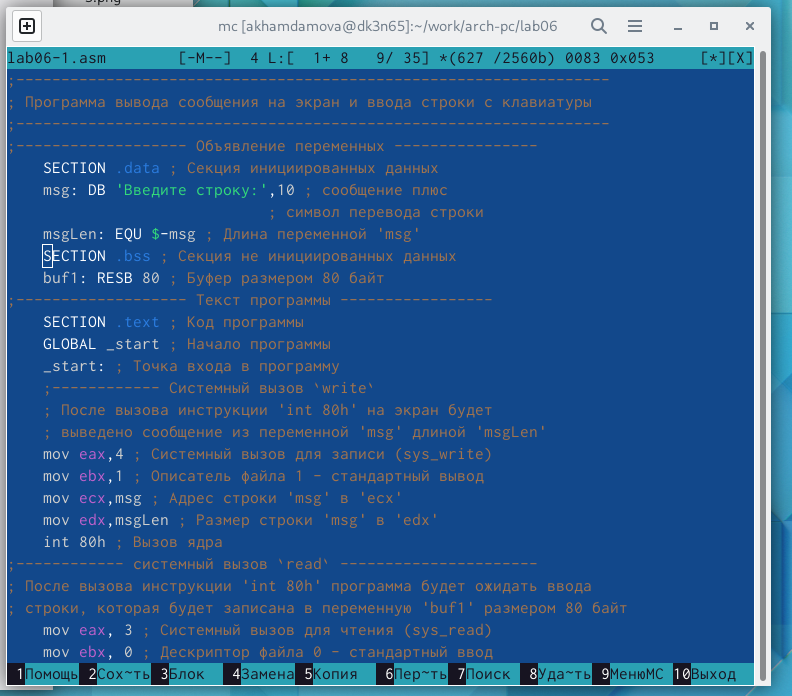 5.png
mc [akhamdamova@dk3n65]:~/work/arch-pc/lab06
lab06-1.asm [-M--] 4 L:[ 1+ 8 9/ 35] *(627 /2560b) 0083 0x053 [*][X]
;------------------------------------------------------------------
; Программа вывода сообщения на экран и ввода строки с клавиатуры
;------------------------------------------------------------------
;------------------- Объявление переменных ----------------
SECTION .data ; Секция инициированных данных
msg: DB 'Введите строку:',10 ; сообщение плюс
; символ перевода строки
msgLen: EQU $-msg ; Длина переменной 'msg'
SECTION .bss ; Секция не инициированных данных
buf1: RESB 80 ; Буфер размером 80 байт
;------------------- Текст программы -----------------
SECTION .text ; Код программы
GLOBAL _start ; Начало программы
_start: ; Точка входа в программу
;------------ Системный вызов `write`
; После вызова инструкции 'int 80h' на экран будет
; выведено сообщение из переменной 'msg' длиной 'msgLen'
mov eax,4 ; Системный вызов для записи (sys_write)
mov ebx,1 ; Описатель файла 1 - стандартный вывод
mov ecx,msg ; Адрес строки 'msg' в 'ecx'
mov edx,msgLen ; Размер строки 'msg' в 'edx'
int 80h ; Вызов ядра
;------------ системный вызов `read` ----------------------
; После вызова инструкции 'int 80h' программа будет ожидать ввода
; строки, которая будет записана в переменную 'buf1' размером 80 байт
mov eax, 3 ; Системный вызов для чтения (sys_read)
mov ebx, 0 ; Дескриптор файла 0 - стандартный ввод
1Помощь 2Сох~ть 3Блок 4Замена 5Копия 6Пер~ть 7Поиск 8Уда~ть 9МенюMC 10Выход